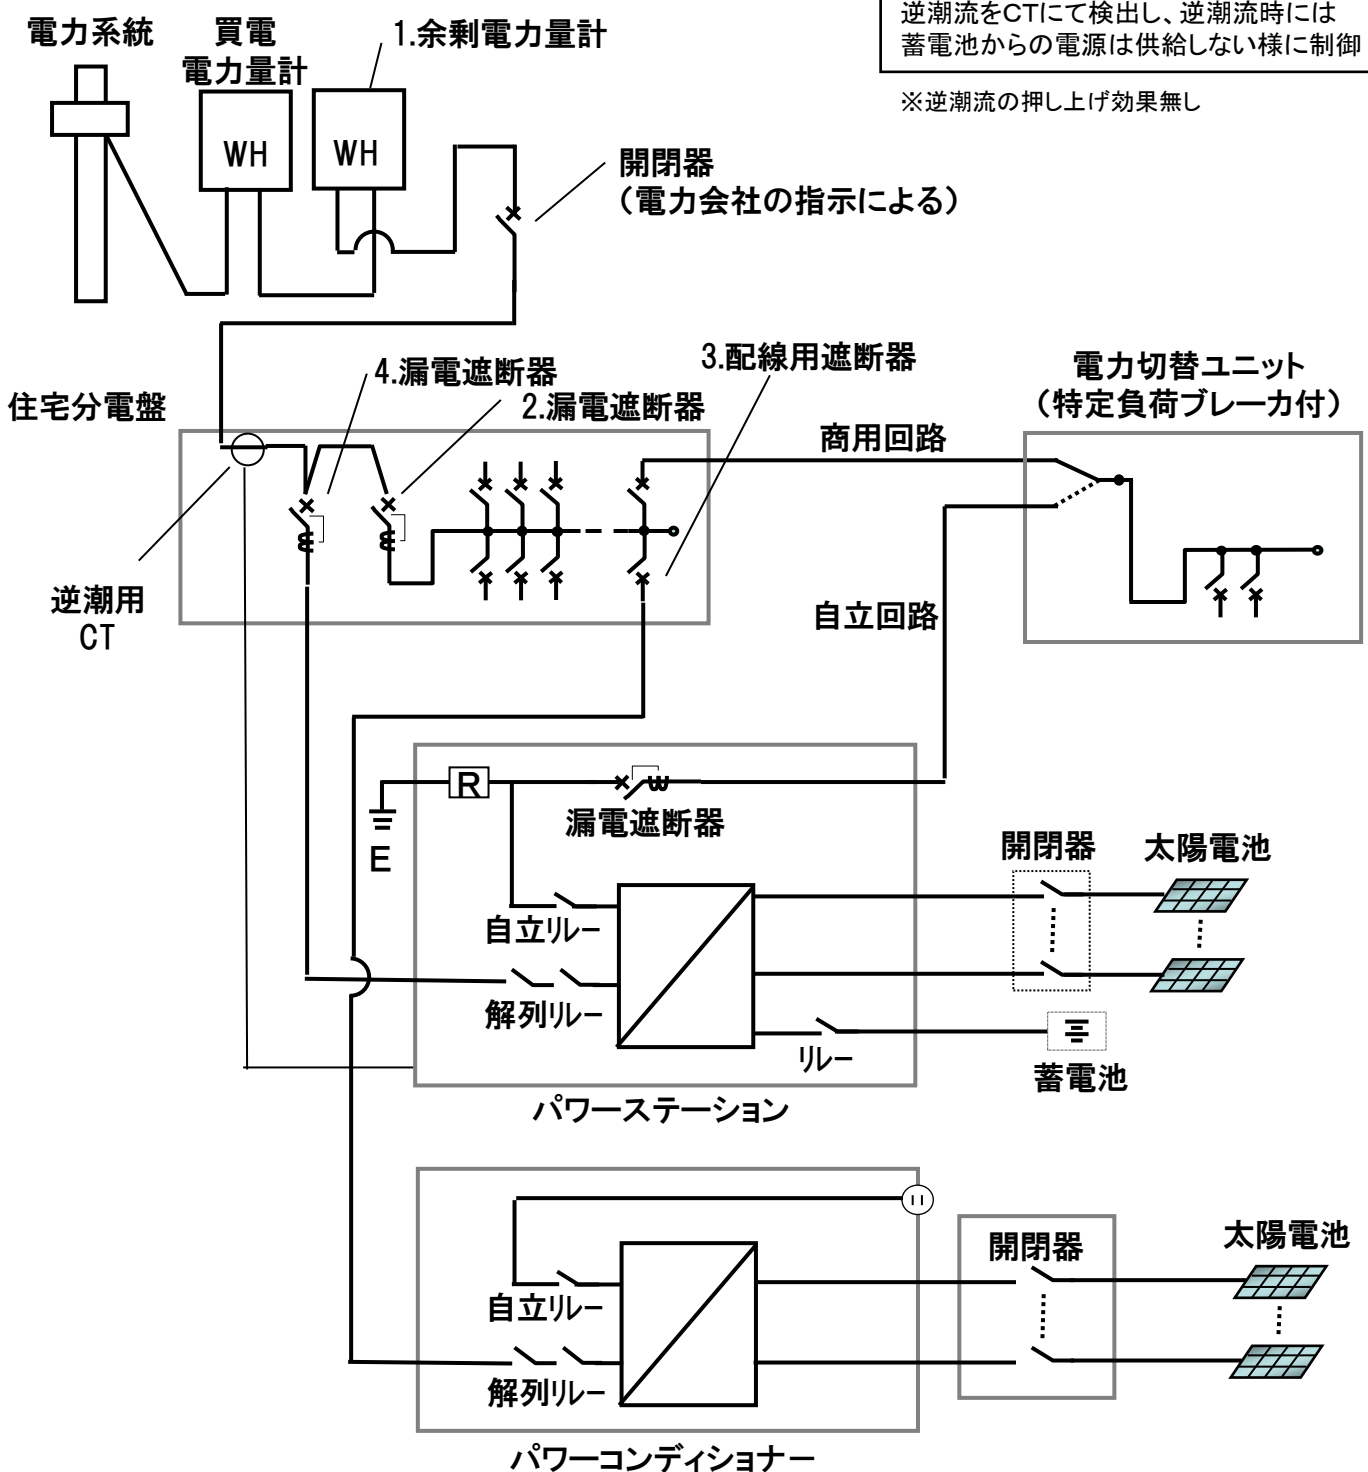 逆潮流をCTにて検出し、逆潮流時には
蓄電池からの電源は供給しない様に制御
※逆潮流の押し上げ効果無し
電力系統
買電
電力量計
1.余剰電力量計
WH
WH
開閉器
（電力会社の指示による）
住宅分電盤
4.漏電遮断器
2.漏電遮断器
3.配線用遮断器
電力切替ユニット
（特定負荷ブレーカ付）
商用回路
自立回路
逆潮用
CT
R
E
漏電遮断器
開閉器
太陽電池
自立リレー
解列リレー
リレー
蓄電池
パワーステーション
開閉器
太陽電池
自立リレー
解列リレー
パワーコンディショナー